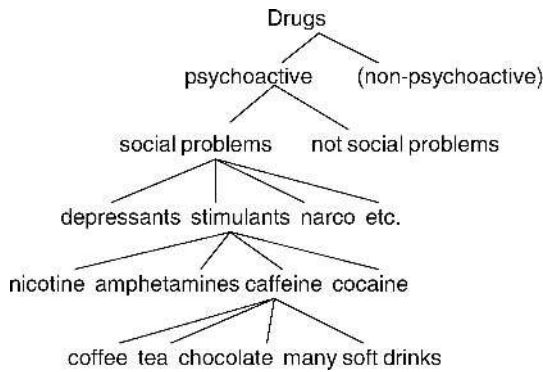 Drugs
psychoactive (non-psychoactive)
social problems not social problems
depressants stimulants narco etc.
nicotine amphetamines caffeine cocaine
coffee tea chocolate many soft drinks